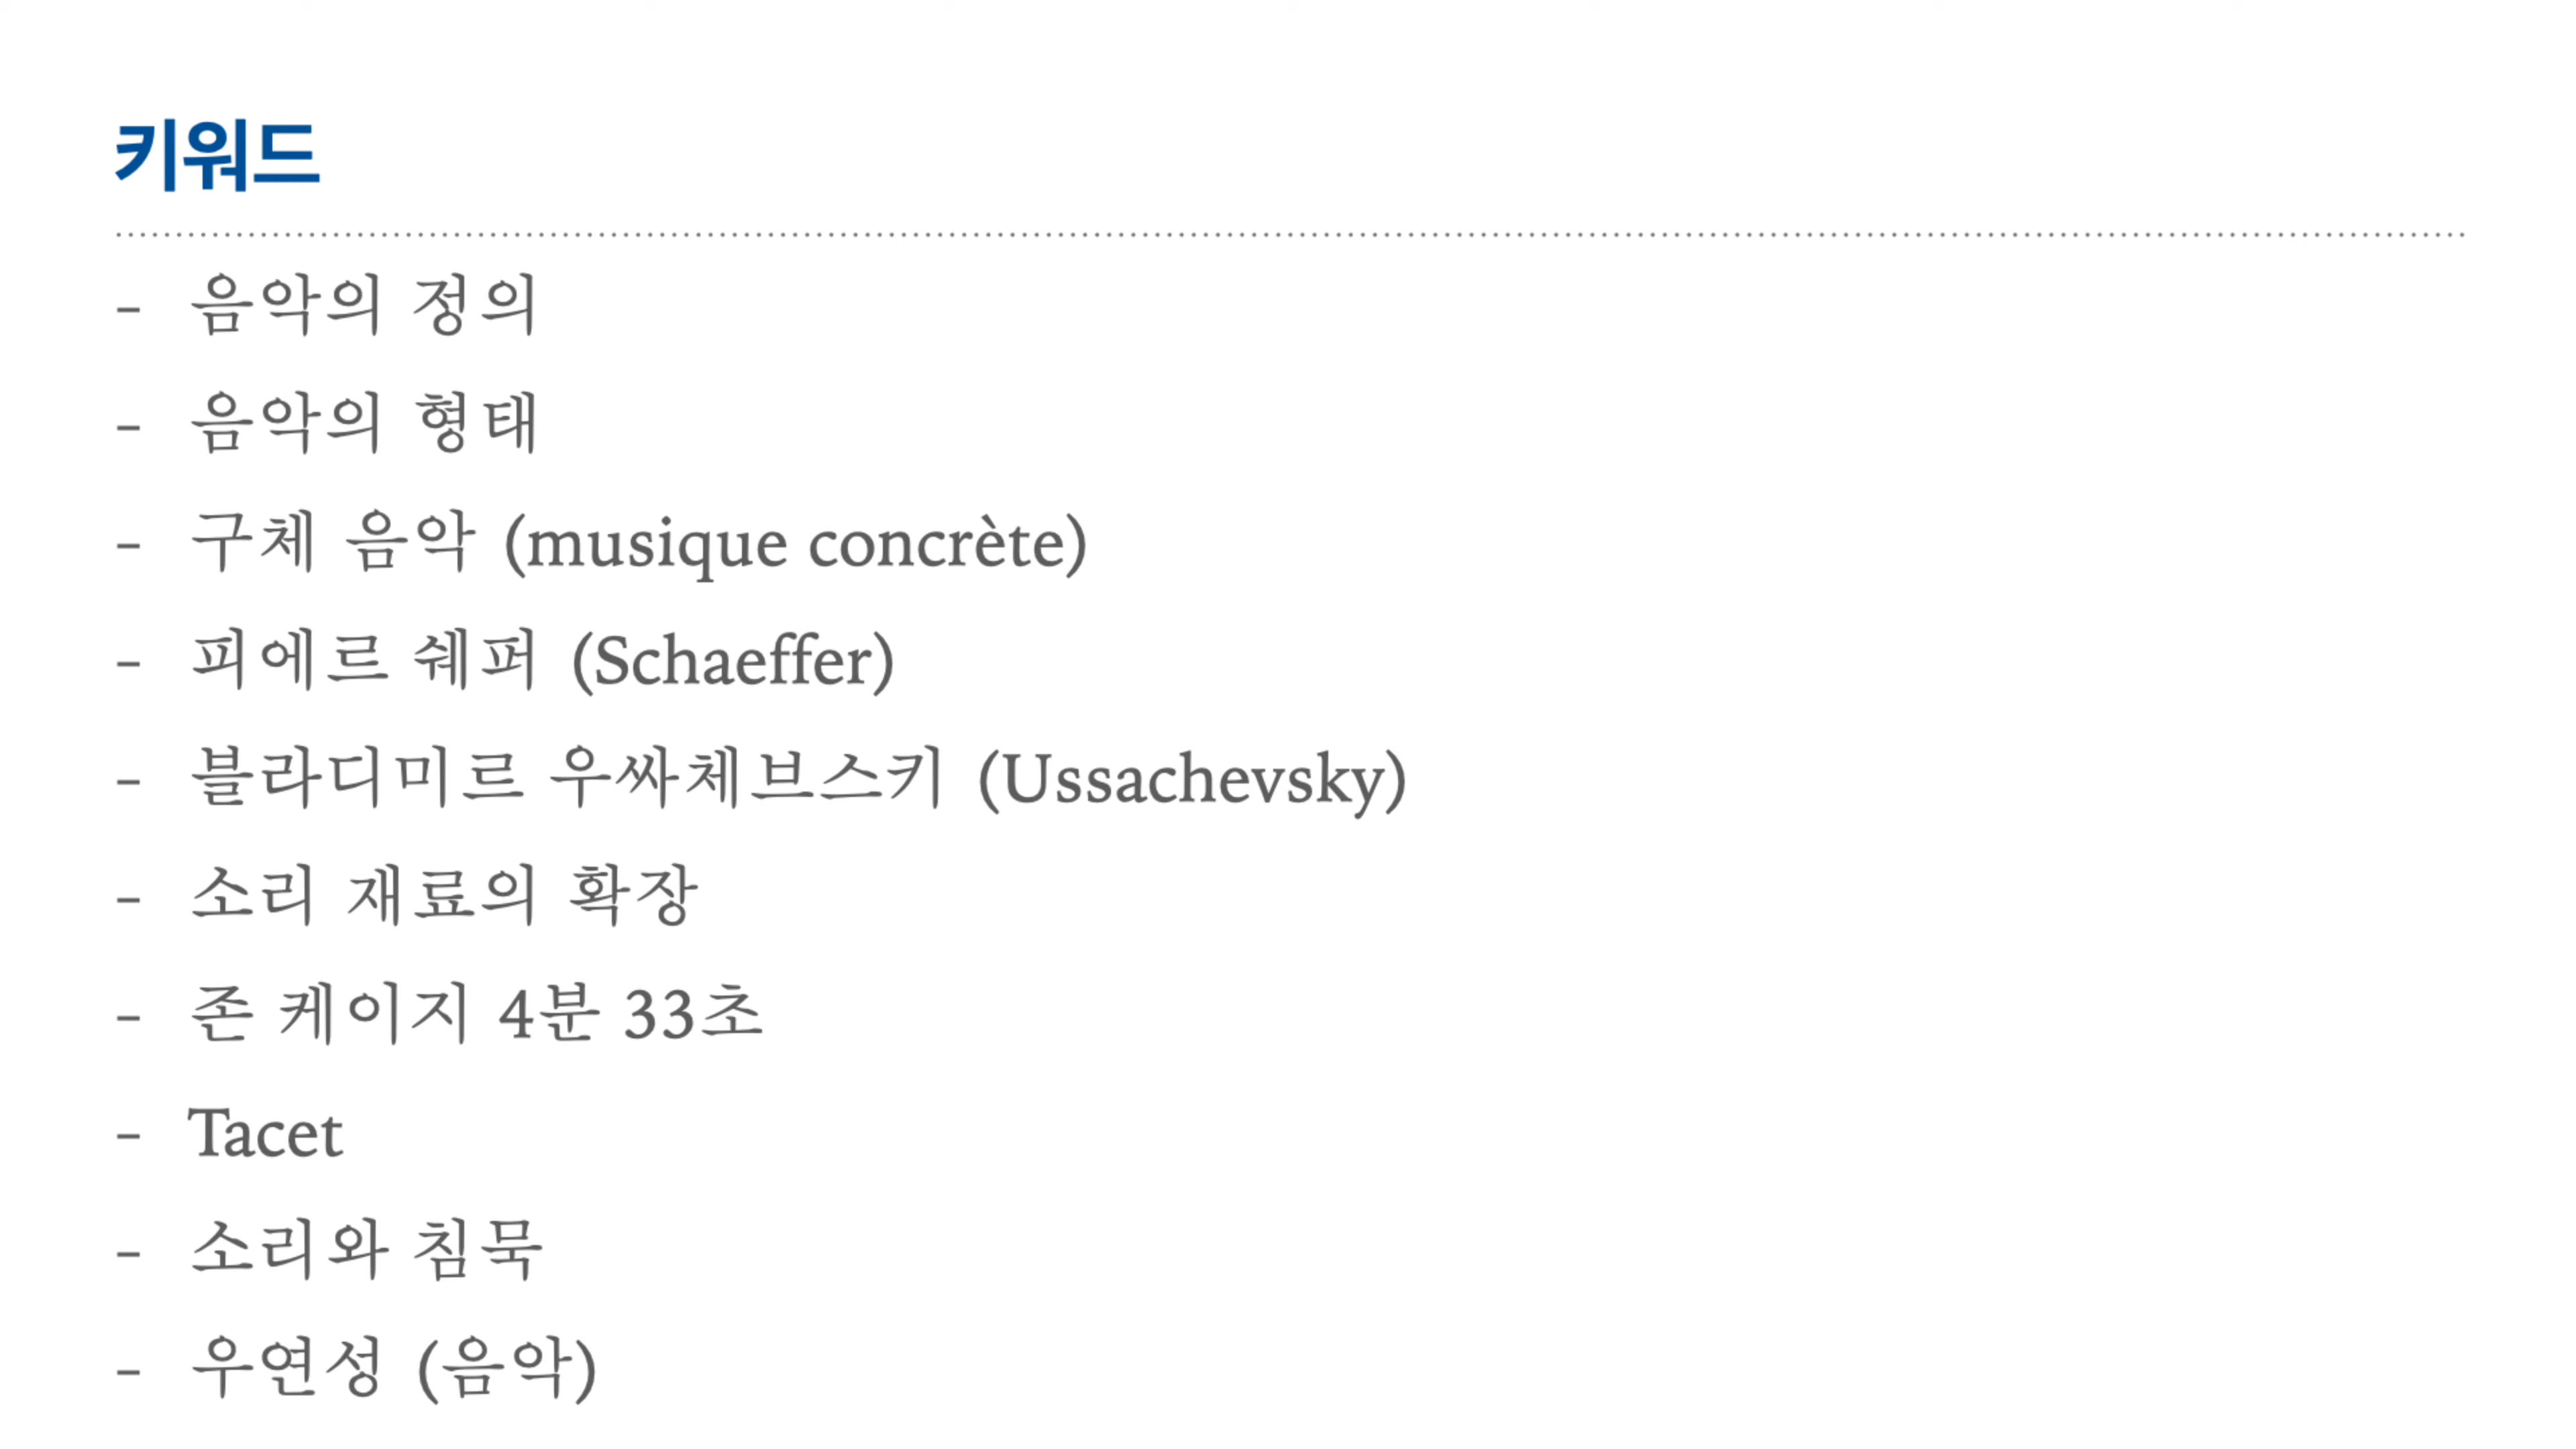 키워드
- 음악의 정의
- 음악의 형태
- 구체 음악 (musique concrète)
- 피에르 쉐퍼 (Schaeffer)
- 블라디미르 우싸체브스키 (Ussachevsky)
- 소리 재료의 확장
- 존 케이지 4분 33초
- Tacet
- 소리와 침묵
- 우연성 (음악)